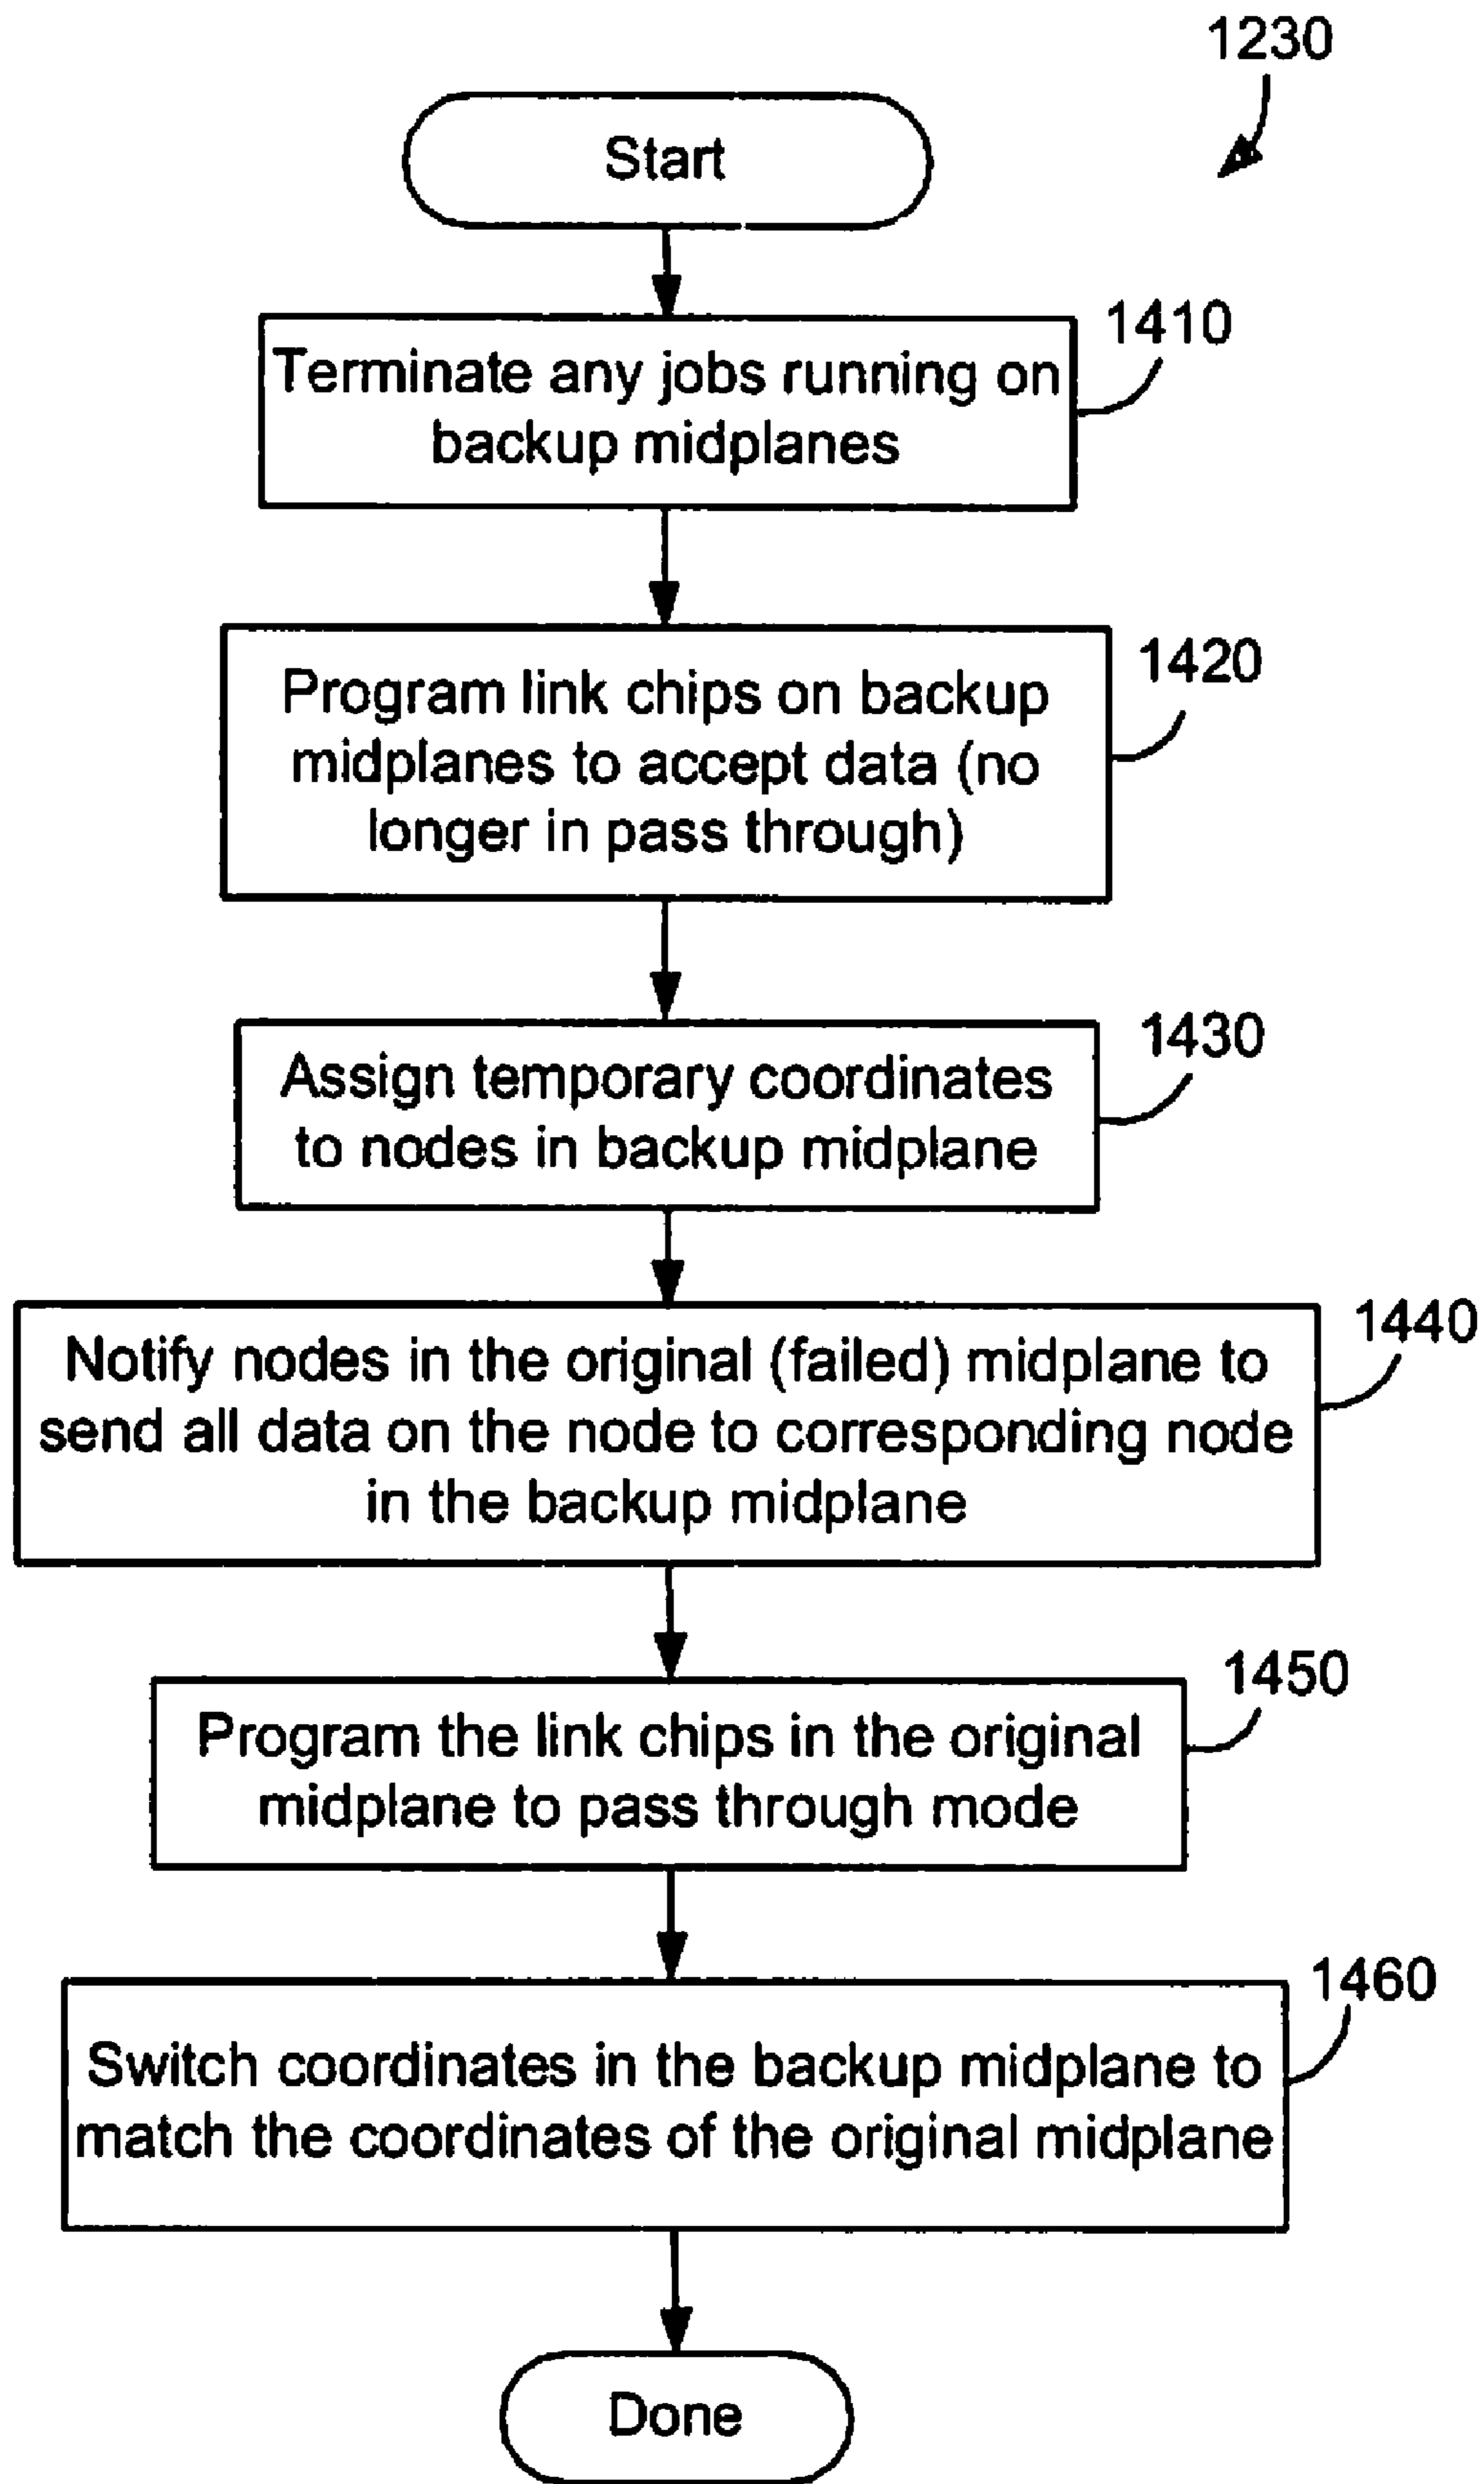 1230
Start
1410
Terminate any jobs running on
backup midplanes
1420
Program link chips on backup
midplanes to accept data (no
longer in pass through)
1430
Assign temporary coordinates
to nodes in backup midplane
1440
Notify nodes in the original (failed) midplane to
send all data on the node to corresponding node
in the backup midplane
1450
Program the link chips in the original
midplane to pass through mode
1460
Switch coordinates in the backup midplane to
match the coordinates of the original midplane
Done